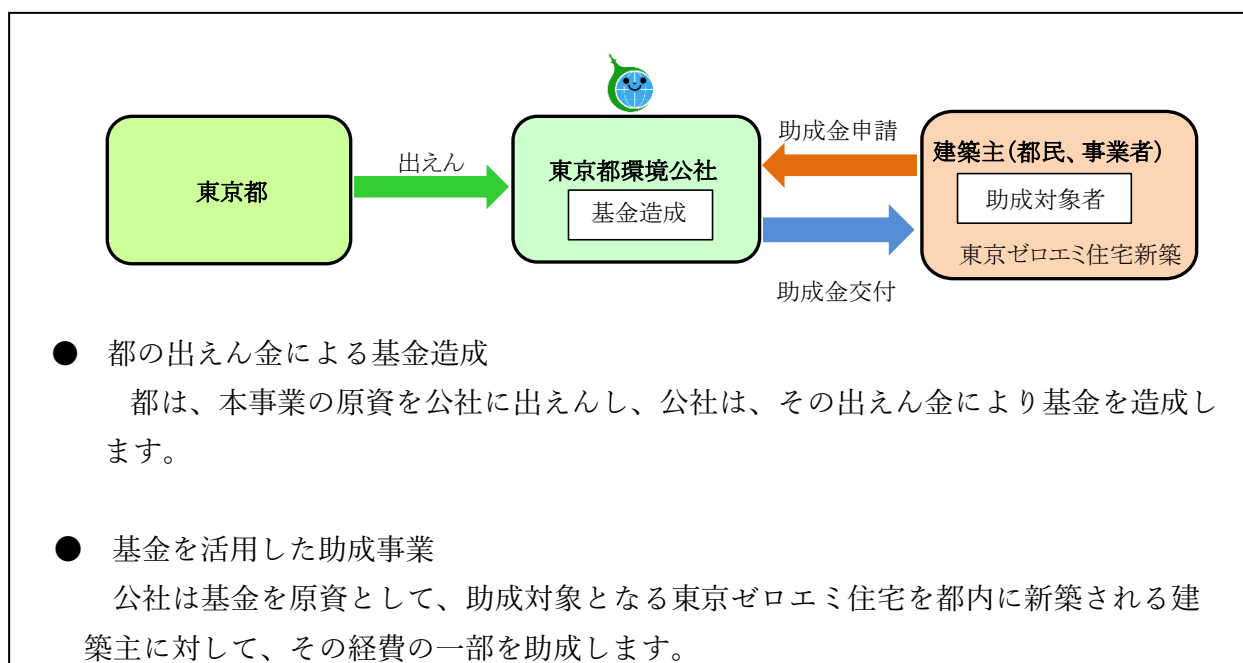 東京都
出えん
東京都環境公社
基金造成
助成金申請
助成金交付
建築主(都民、事業者)
助成対象者
東京ゼロエミ住宅新築
● 都の出えん金による基金造成
都は、本事業の原資を公社に出えんし、公社は、その出えん金により基金を造成し
ます。
● 基金を活用した助成事業
公社は基金を原資として、助成対象となる東京ゼロエミ住宅を都内に新築される建
築主に対して、その経費の一部を助成します。